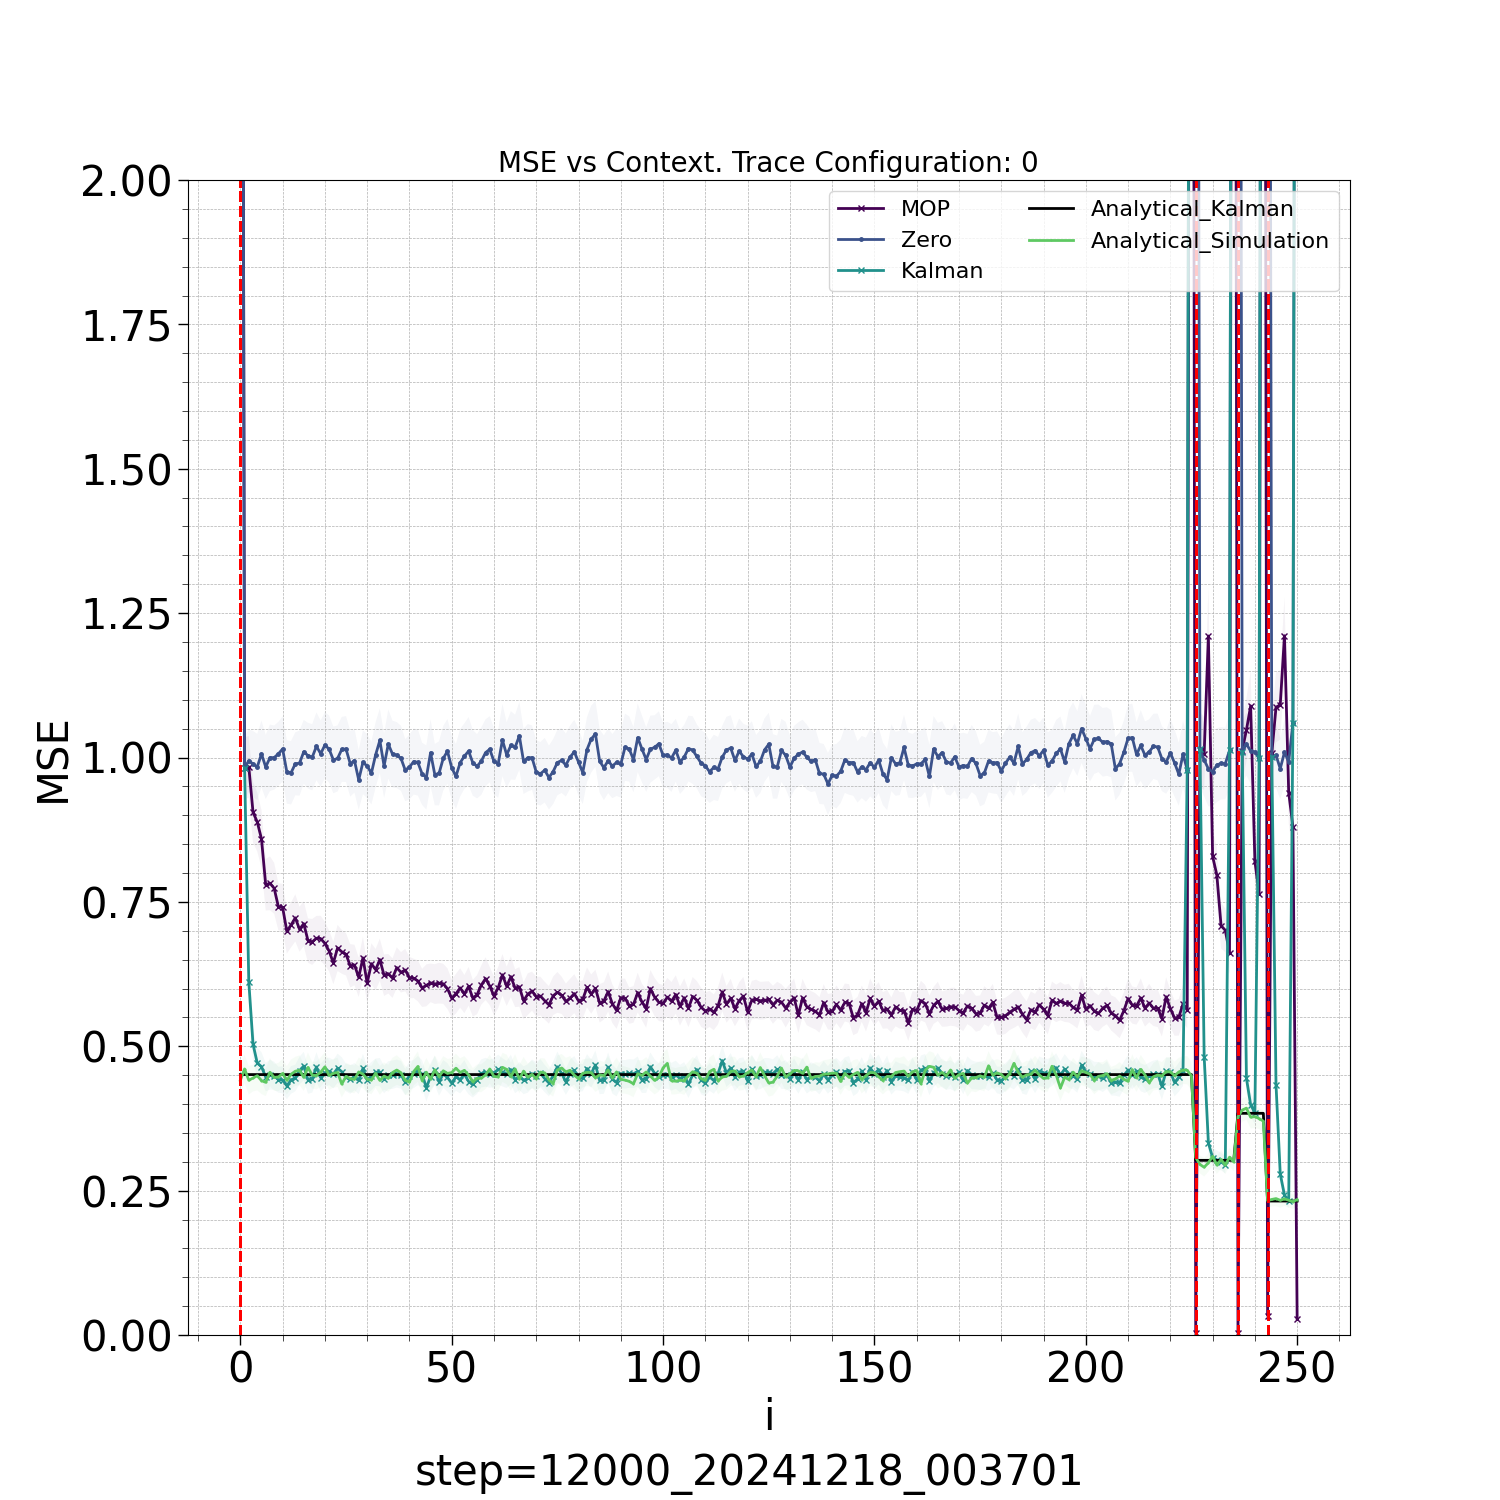 MSE vs Context. Trace Configuration: 0
MOP
Zero
Kalman
Analytical_Kalman
Analytical_Simulation
MSE
2.00
1.75
1.50
1.25
1.00
0.75
0.50
0.25
0.00
0 50 100 150 200 250
i
step=12000_20241218_003701